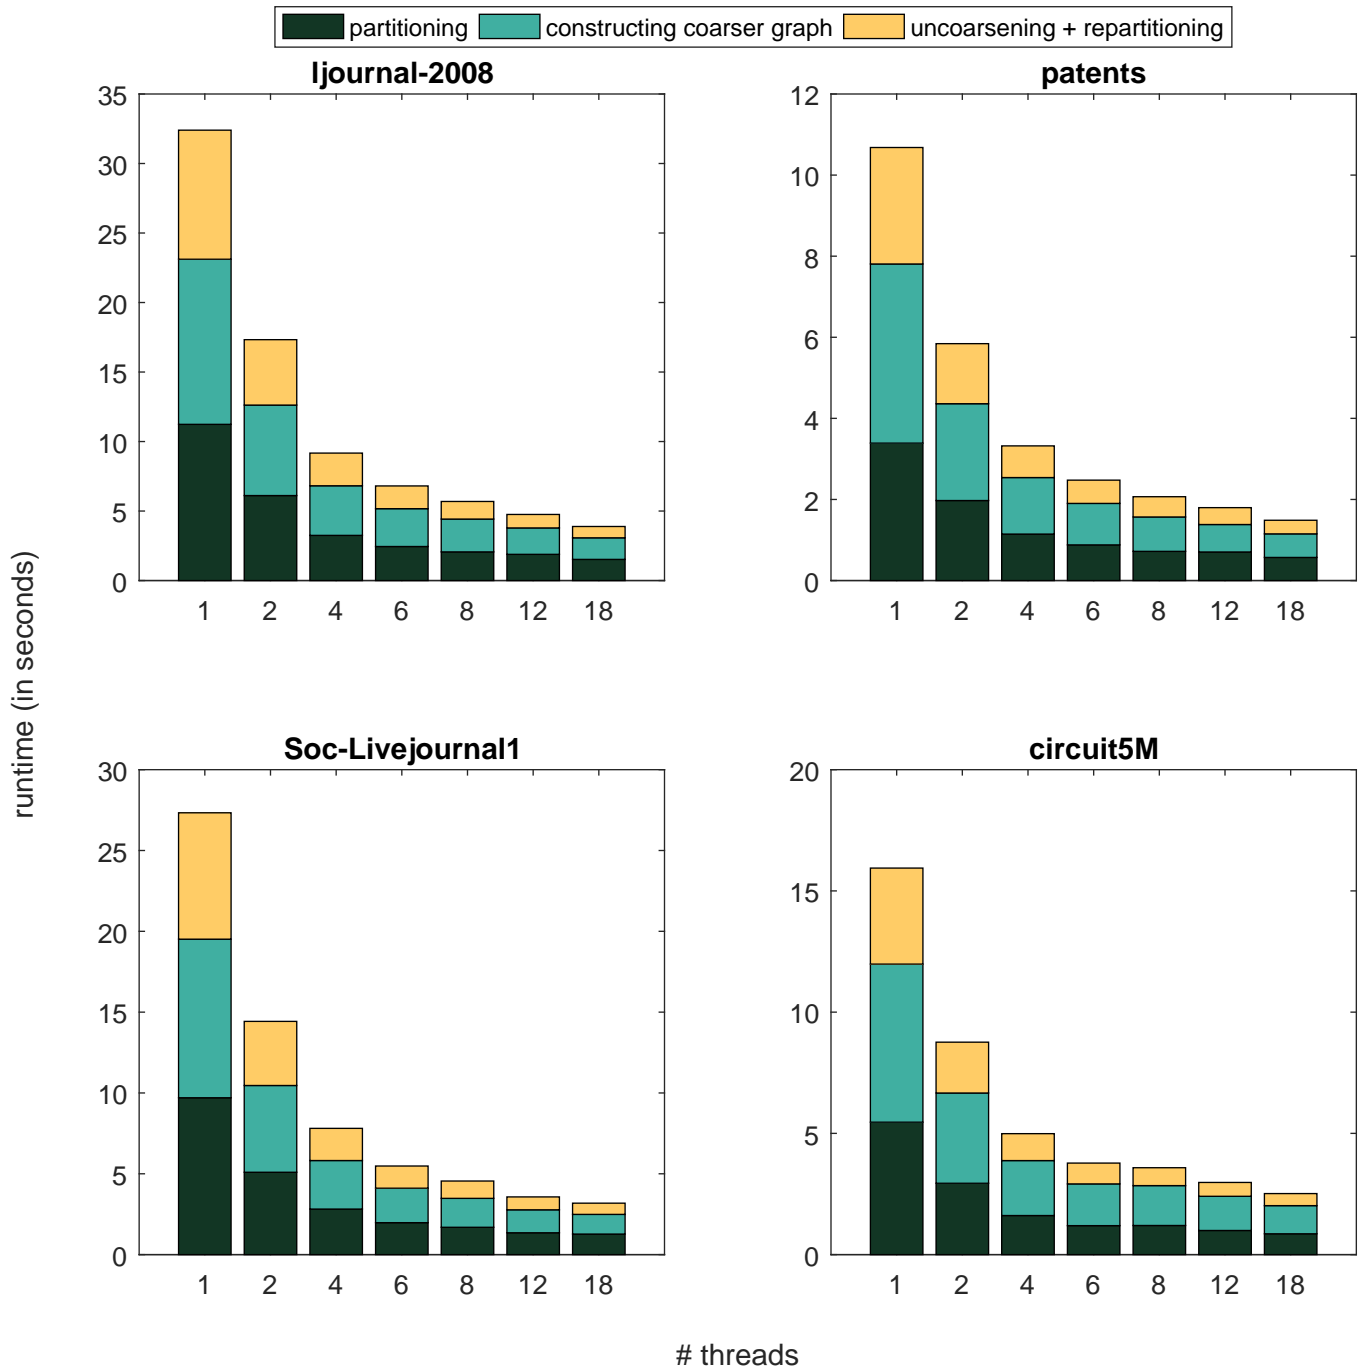 partitioning constructing coarser graph uncoarsening + repartitioning
ljournal-2008
35
30
25
20
15
10
5
0
1 2 4 6 8 12 18
patents
12
10
8
6
4
2
0
1 2 4 6 8 12 18
runtime (in seconds)
Soc-Livejournal1
30
25
20
15
10
5
0
1 2 4 6 8 12 18
circuit5M
20
15
10
5
0
1 2 4 6 8 12 18
# threads